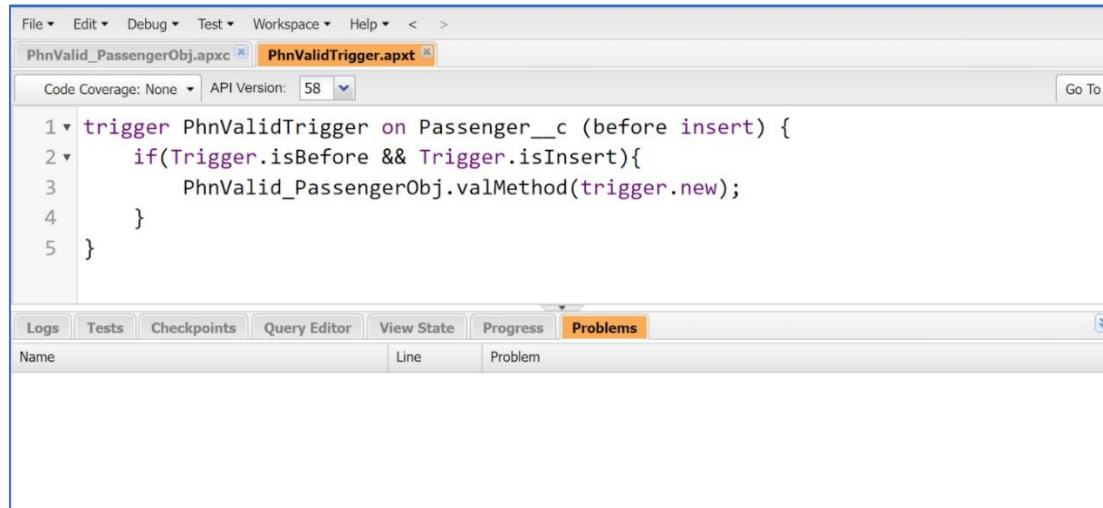 File Edit Debug Test Workspace Help < >
PhnValid_PassengerObj.apxc PhnValidTrigger.apxt
Code Coverage: None API Version: 58 Go To
1 trigger PhnValidTrigger on Passenger__c (before insert) {
2 if(Trigger.isBefore && Trigger.isInsert){
3 PhnValid_PassengerObj.valMethod(trigger.new);
4 }
5 }
Logs Tests Checkpoints Query Editor View State Progress Problems
Name Line Problem